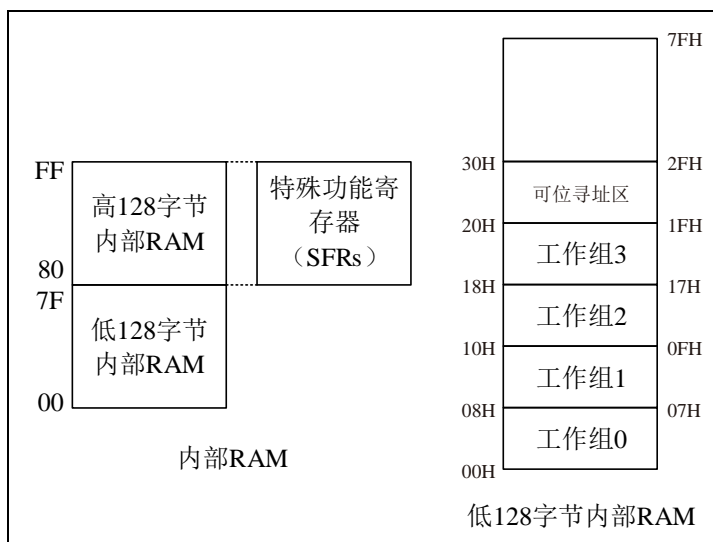 FF
高128字节
内部RAM
80
7F
低128字节
内部RAM
00
特殊功能寄
存器
（SFRs）
内部RAM
7FH
30H
2FH
可位寻址区
20H
1FH
工作组3
18H
17H
工作组2
10H
0FH
工作组1
08H
07H
工作组0
00H
低128字节内部RAM